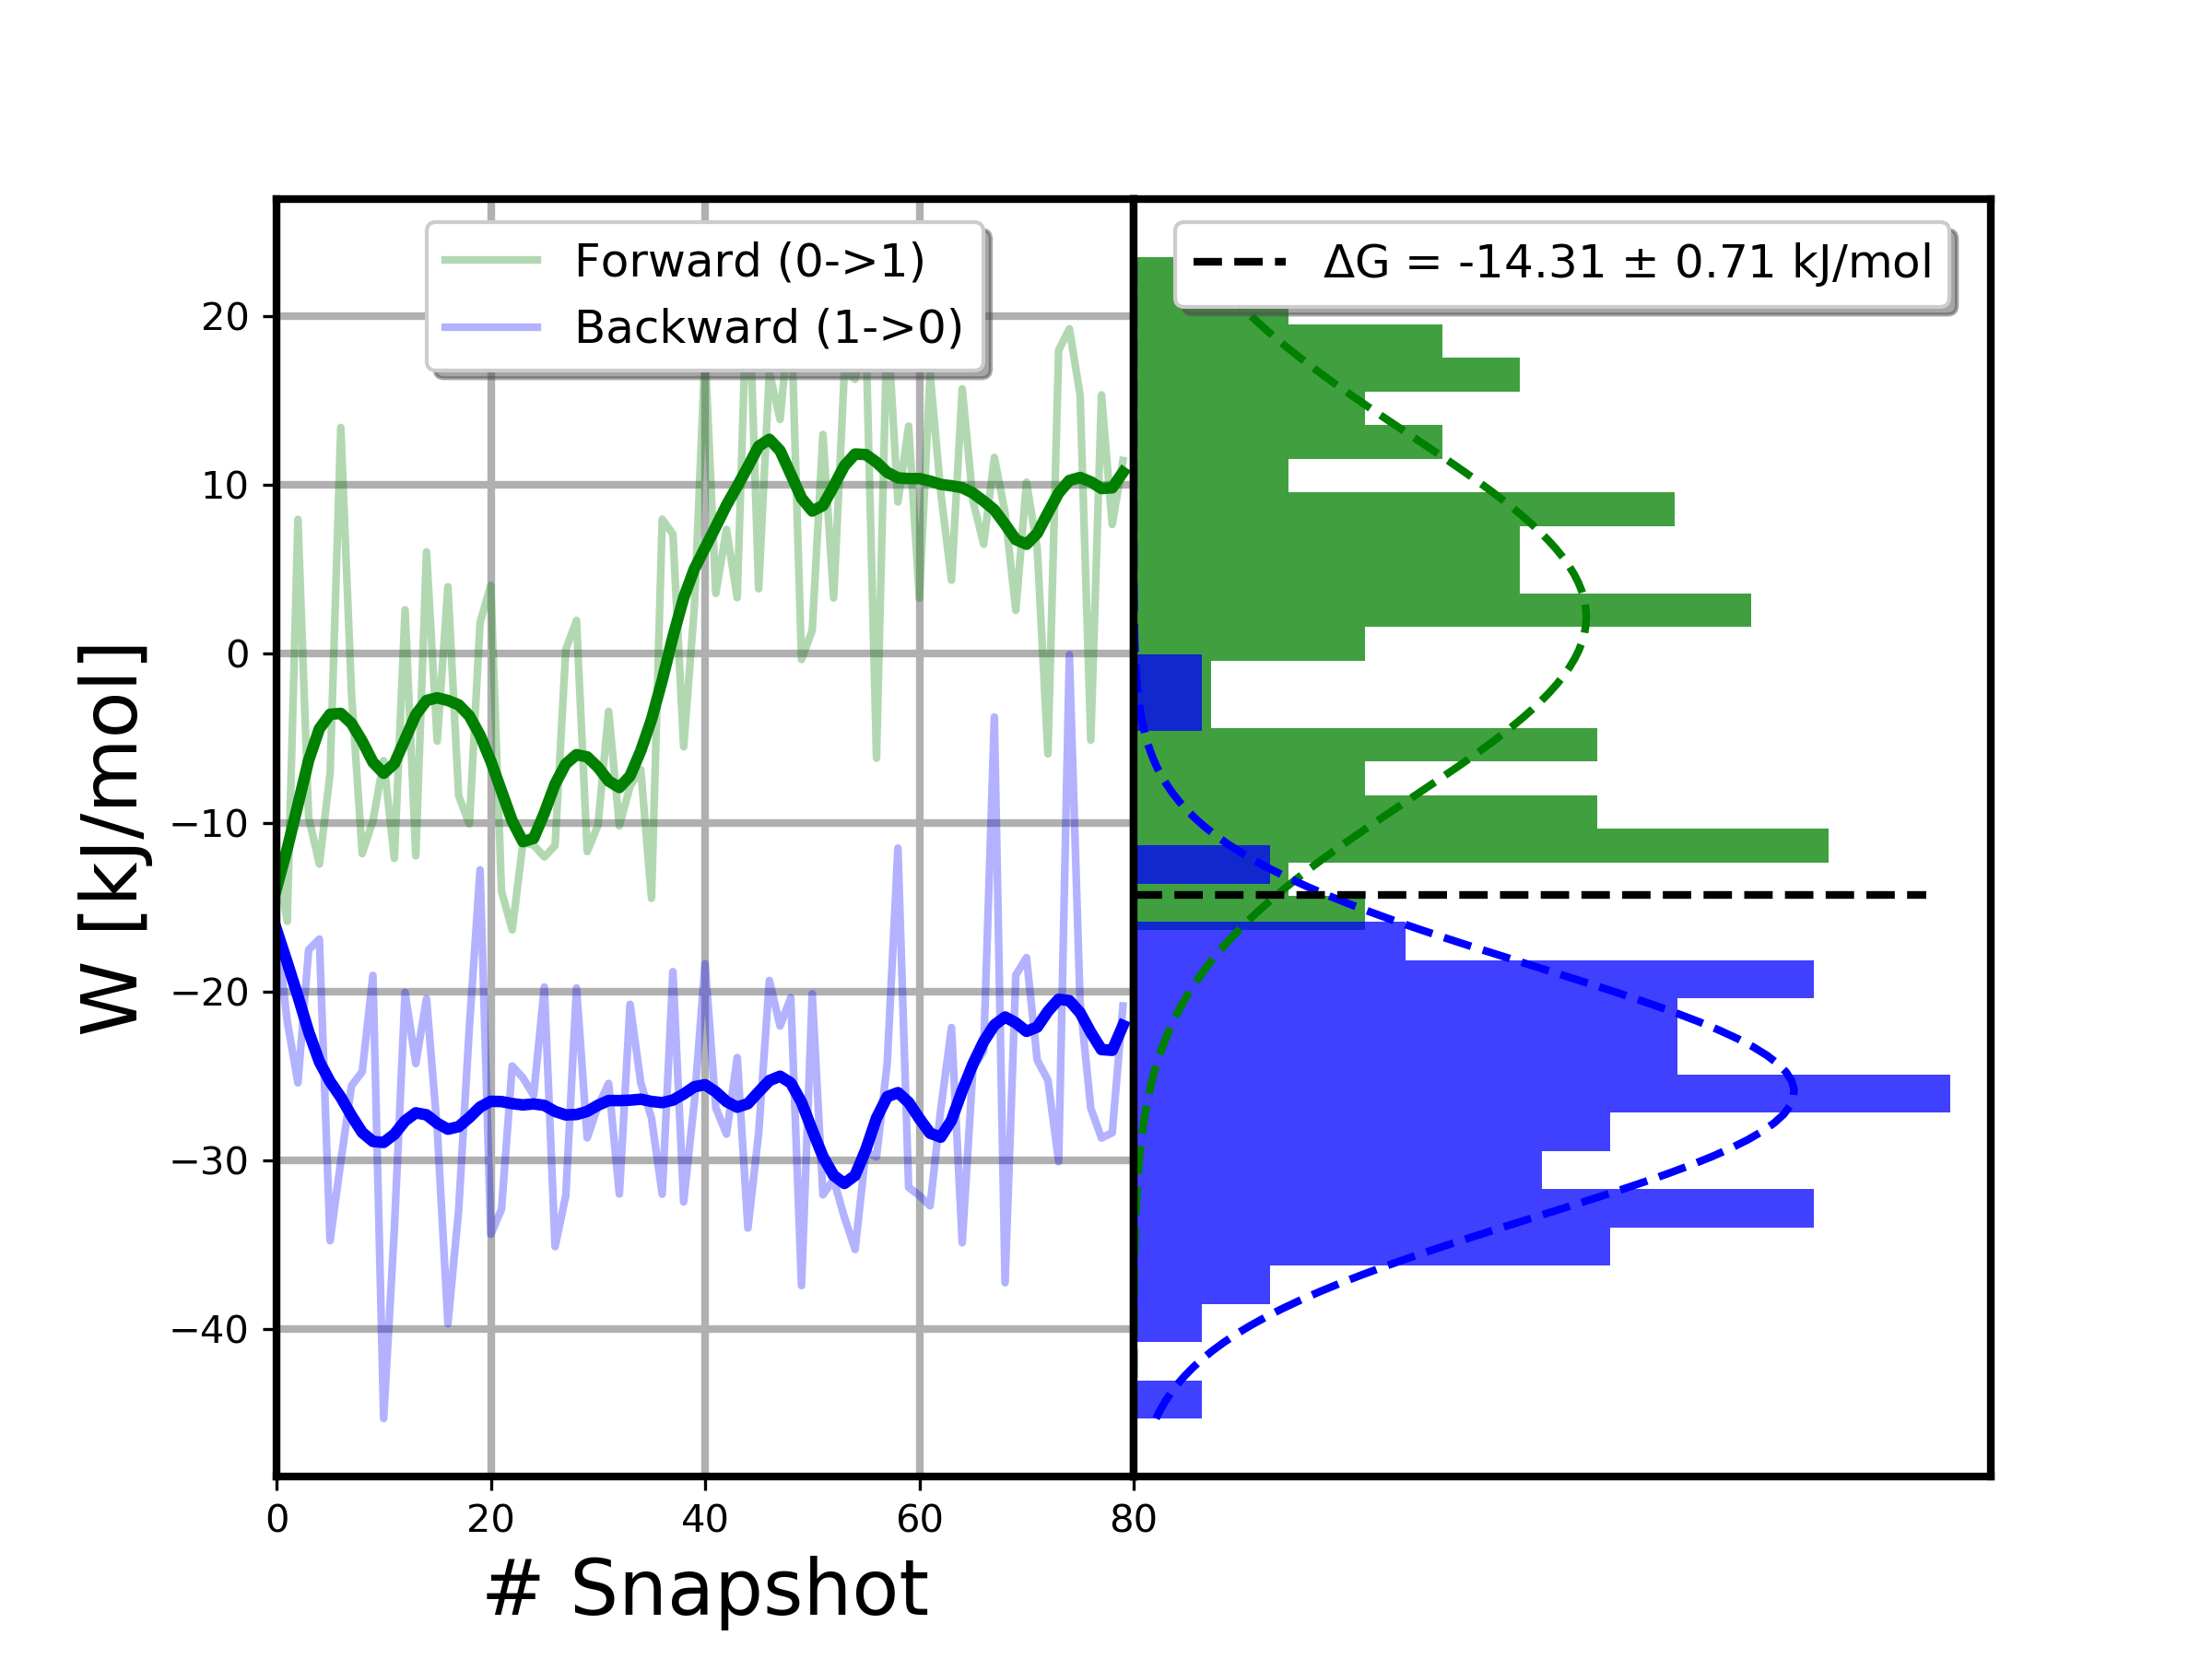 Forward (0->1)
Backward (1->0)
ΔG = -14.31 ± 0.71 kJ/mol
W [kJ/mol]
20
10
0
−10
−20
−30
−40
0 20 40 60 80
# Snapshot